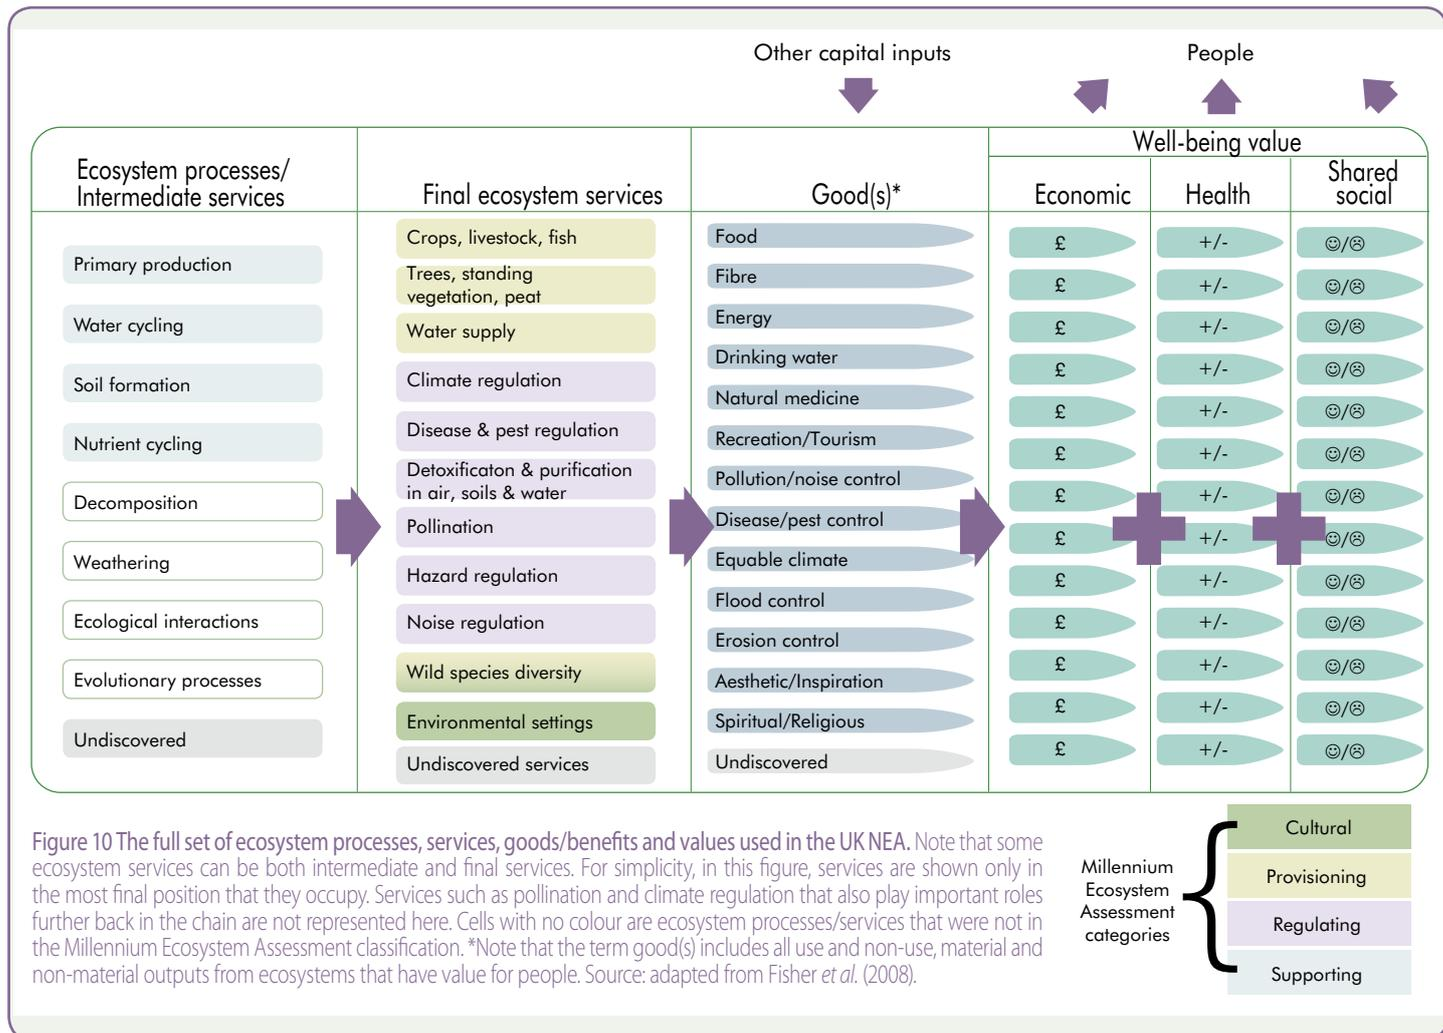 Other capital inputs
People
Ecosystem processes/
Intermediate services
Final ecosystem services
Good(s)*
Well-being value
Economic
Health
Shared
social
Primary production
Water cycling
Soil formation
Nutrient cycling
Decomposition
Weathering
Ecological interactions
Evolutionary processes
Undiscovered
Crops, livestock, fish
Trees, standing
vegetation, peat
Water supply
Climate regulation
Disease & pest regulation
Detoxificaton & purification
in air, soils & water
Pollination
Hazard regulation
Noise regulation
Wild species diversity
Environmental settings
Undiscovered services
Food
Fibre
Energy
Drinking water
Natural medicine
Recreation/Tourism
Pollution/noise control
Disease/pest control
Equable climate
Flood control
Erosion control
Aesthetic/Inspiration
Spiritual/Religious
Undiscovered
£ +/- ☺/☹
£ +/- ☺/☹
£ +/- ☺/☹
£ +/- ☺/☹
£ +/- ☺/☹
£ +/- ☺/☹
£ +/- ☺/☹
£ +/- ☺/☹
£ +/- ☺/☹
£ +/- ☺/☹
£ +/- ☺/☹
£ +/- ☺/☹
£ +/- ☺/☹
Figure 10 The full set of ecosystem processes, services, goods/benefits and values used in the UK NEA. Note that some
ecosystem services can be both intermediate and final services. For simplicity, in this figure, services are shown only in
the most final position that they occupy. Services such as pollination and climate regulation that also play important roles
further back in the chain are not represented here. Cells with no colour are ecosystem processes/services that were not in
the Millennium Ecosystem Assessment classification. *Note that the term good(s) includes all use and non-use, material and
non-material outputs from ecosystems that have value for people. Source: adapted from Fisher et al. (2008).
Millennium
Ecosystem
Assessment
categories
Cultural
Provisioning
Regulating
Supporting